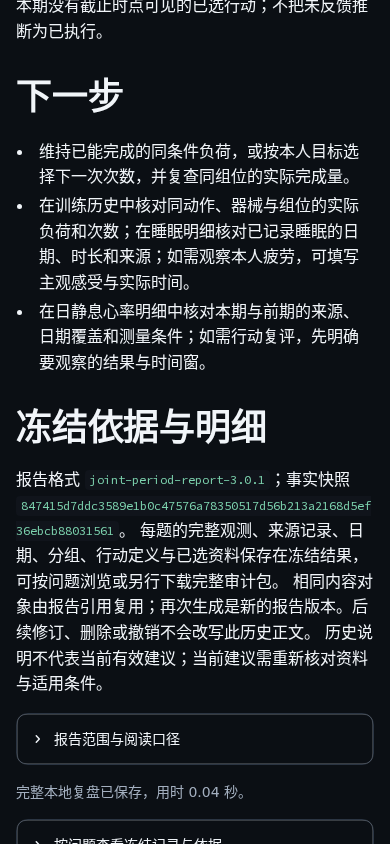 本期没有截止时点可见的已选行动；不把未反馈推
断为已执行。
下一步
• 维持已能完成的同条件负荷，或按本人目标选
择下一次次数，并复查同组位的实际完成量。
• 在训练历史中核对同动作、器械与组位的实际
负荷和次数；在睡眠明细核对已记录睡眠的日
期、时长和来源；如需观察本人疲劳，可填写
主观感受与实际时间。
• 在日静息心率明细中核对本期与前期的来源、
日期覆盖和测量条件；如需行动复评，先明确
要观察的结果与时间窗。
冻结依据与明细
报告格式 joint-period-report-3.0.1；事实快照
847415d7ddc3589e1b0c47576a78350517d56b213a2168d5ef
36ebcb88031561。 每题的完整观测、来源记录、日
期、分组、行动定义与已选资料保存在冻结结果，
可按问题浏览或另行下载完整审计包。 相同内容对
象由报告引用复用；再次生成是新的报告版本。后
续修订、删除或撤销不会改写此历史正文。 历史说
明不代表当前有效建议；当前建议需重新核对资料
与适用条件。
报告范围与阅读口径
完整本地复盘已保存，用时 0.04 秒。
按问题查看冻结记录与依据